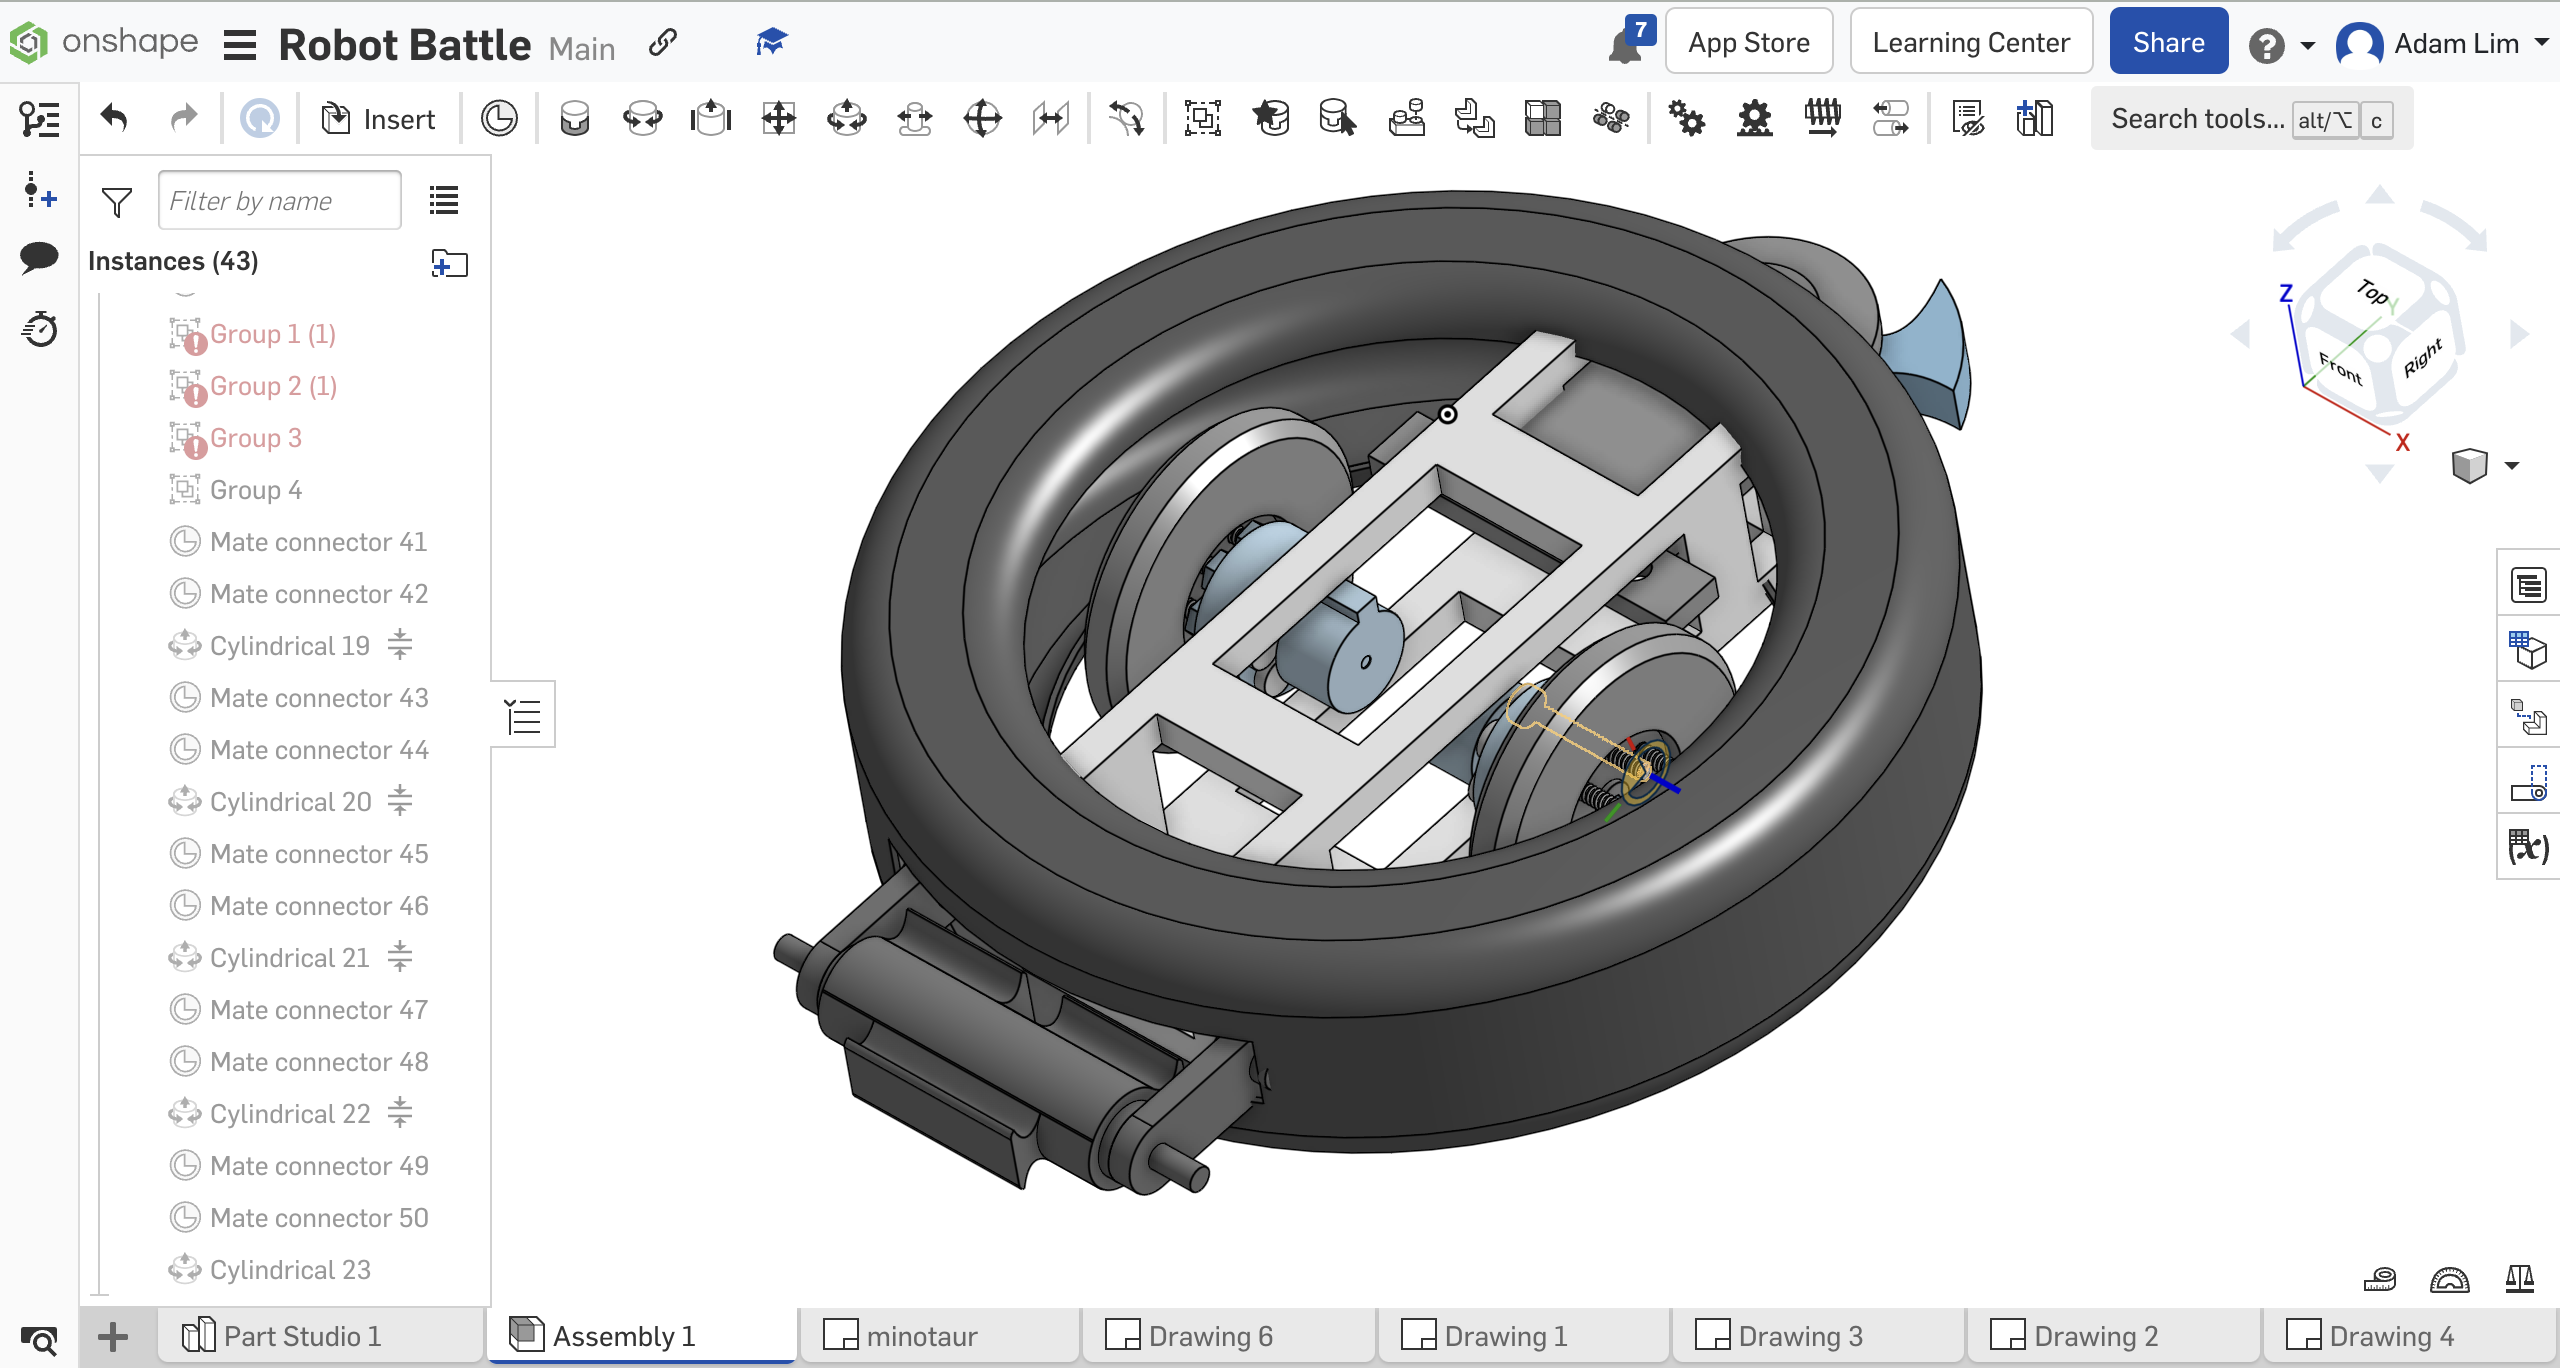 onshape Robot Battle Main 7 App Store Learning Center Share Adam Lim
Insert Search tools... alt/⌥ c
Filter by name
Instances (43)
Group 1 (1)
Group 2 (1)
Group 3
Group 4
Mate connector 41
Mate connector 42
Cylindrical 19
Mate connector 43
Mate connector 44
Cylindrical 20
Mate connector 45
Mate connector 46
Cylindrical 21
Mate connector 47
Mate connector 48
Cylindrical 22
Mate connector 49
Mate connector 50
Cylindrical 23
Z
Top
Y
Front
Right
X
(x)
Part Studio 1 Assembly 1 minotaur Drawing 6 Drawing 1 Drawing 3 Drawing 2 Drawing 4